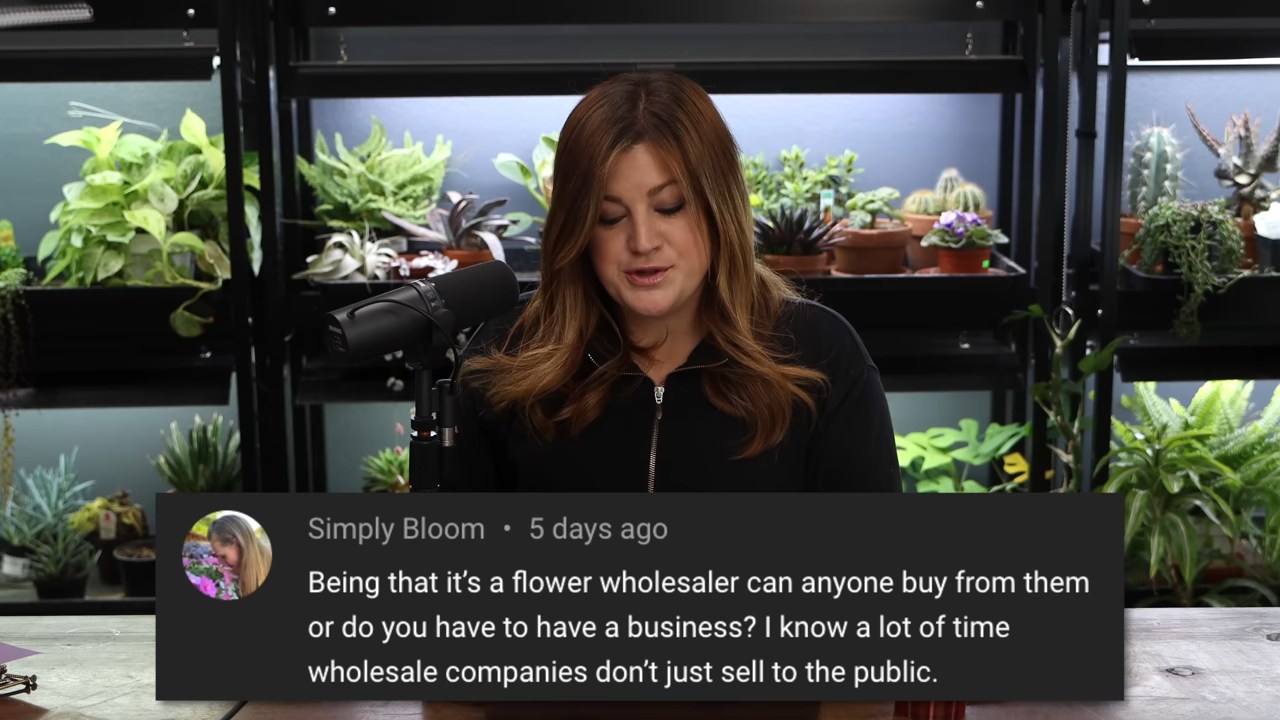 Simply Bloom • 5 days ago
Being that it’s a flower wholesaler can anyone buy from them
or do you have to have a business? I know a lot of time
wholesale companies don’t just sell to the public.